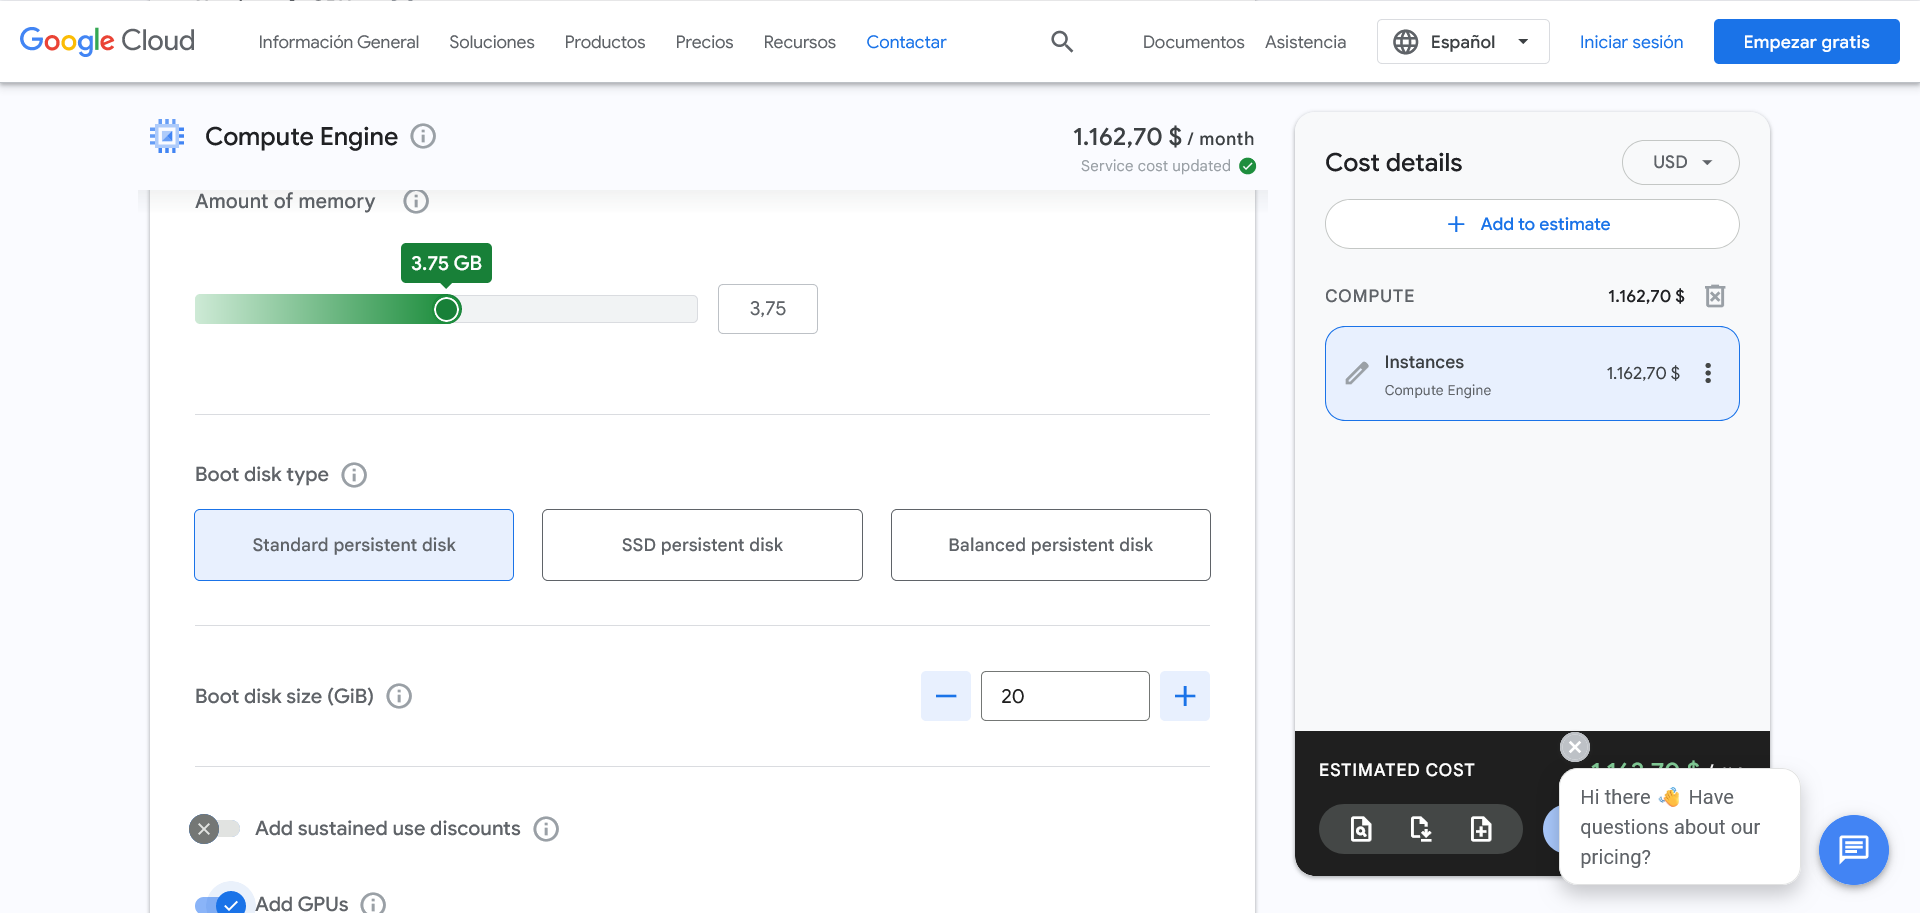 Google Cloud
Información General
Soluciones
Productos
Precios
Recursos
Contactar
Documentos
Asistencia
Español
Iniciar sesión
Empezar gratis
Compute Engine
1.162,70 $ / month
Service cost updated
Amount of memory
3.75 GB
3,75
Boot disk type
Standard persistent disk
SSD persistent disk
Balanced persistent disk
Boot disk size (GiB)
20
Add sustained use discounts
Add GPUs
Cost details
USD
Add to estimate
COMPUTE
1.162,70 $
Instances
1.162,70 $
Compute Engine
ESTIMATED COST
Hi there 👋 Have
questions about our
pricing?